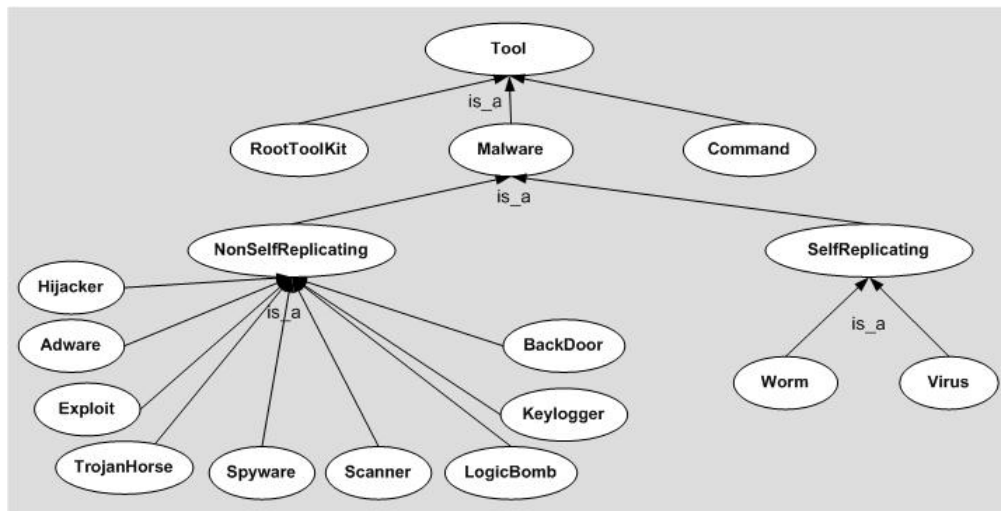 Tool
is_a
RootToolKit
Malware
Command
is_a
NonSelfReplicating
SelfReplicating
Hijacker
is_a
is_a
Adware
BackDoor
Worm
Virus
Exploit
Keylogger
TrojanHorse
Spyware
Scanner
LogicBomb